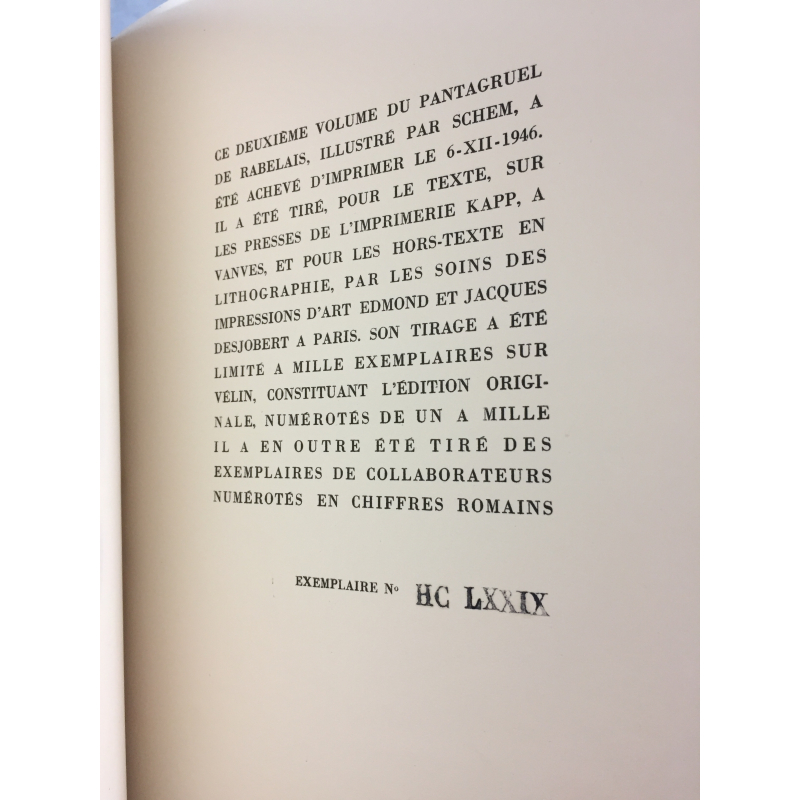 CE DEUXIÈME VOLUME DU PANTAGRUEL
DE RABELAIS, ILLUSTRÉ PAR SCHEM, A
ÉTÉ ACHEVÉ D'IMPRIMER LE 6-XII-1946.
IL A ÉTÉ TIRÉ, POUR LE TEXTE, SUR
LES PRESSES DE L'IMPRIMERIE KAPP, A
VANVES, ET POUR LES HORS-TEXTE EN
LITHOGRAPHIE, PAR LES SOINS DES
IMPRESSIONS D'ART EDMOND ET JACQUES
DESJOBERT A PARIS. SON TIRAGE A ÉTÉ
LIMITÉ A MILLE EXEMPLAIRES SUR
VÉLIN, CONSTITUANT L'ÉDITION ORIGI-
NALE, NUMÉROTÉS DE UN A MILLE
IL A EN OUTRE ÉTÉ TIRÉ DES
EXEMPLAIRES DE COLLABORATEURS
NUMÉROTÉS EN CHIFFRES ROMAINS
EXEMPLAIRE No HC LXXIX